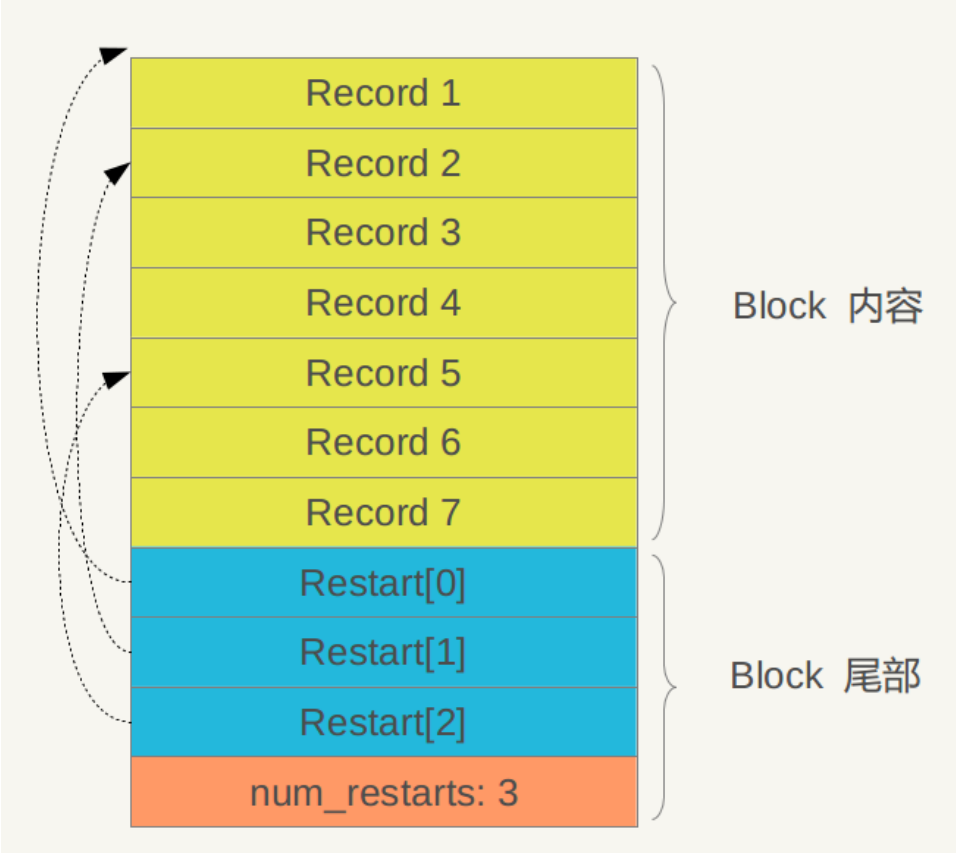 Record 1
Record 2
Record 3
Record 4
Record 5
Record 6
Record 7
Block 内容
Restart[0]
Restart[1]
Restart[2]
num_restarts: 3
Block 尾部